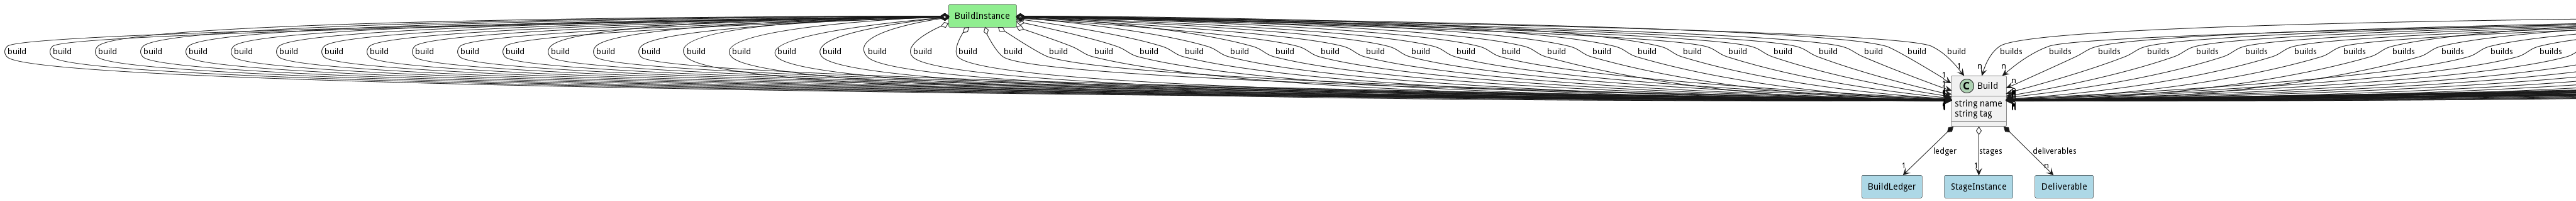 BuildInstance
build build build build build build build build build build build build build build build build build build build build build build build build build build build build build build build build build build build build build build build build build build build build builds builds builds builds builds builds builds builds builds builds builds builds
1 n n
1 n
C Build
string name
string tag
ledger stages deliverables
1 1 n
BuildLedger StageInstance Deliverable